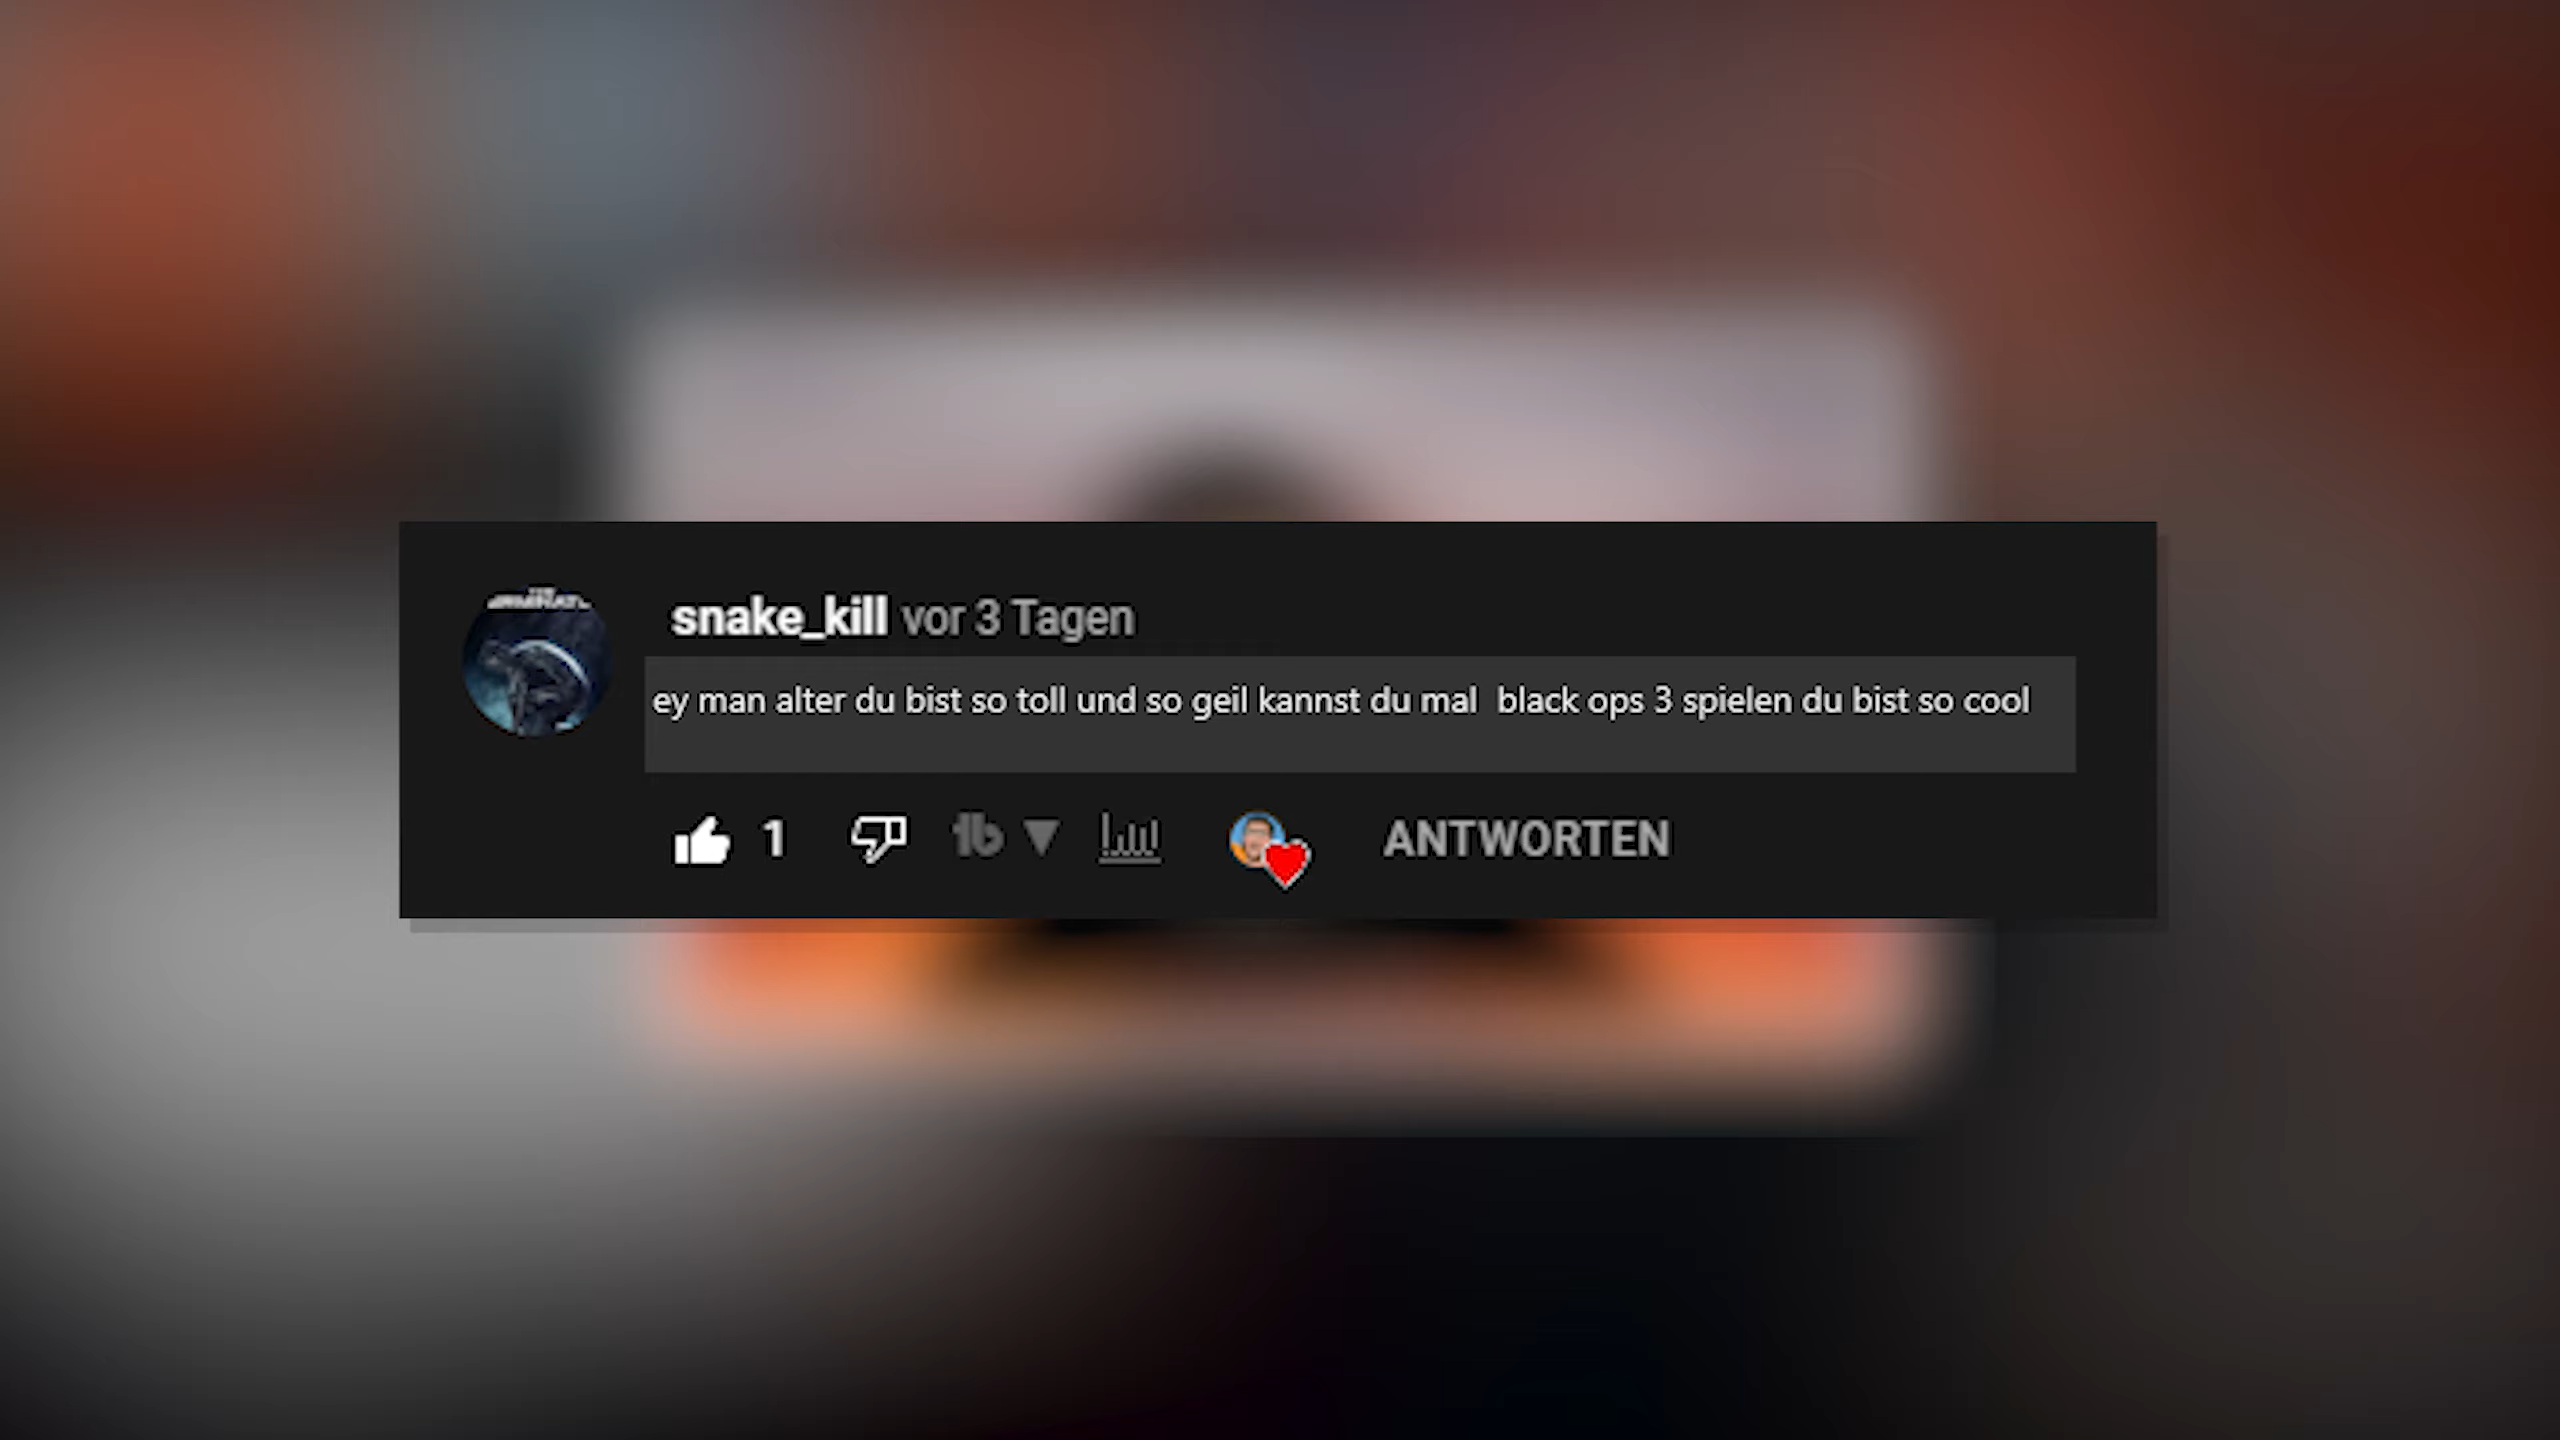 snake_kill vor 3 Tagen
ey man alter du bist so toll und so geil kannst du mal  black ops 3 spielen du bist so cool
1
ANTWORTEN